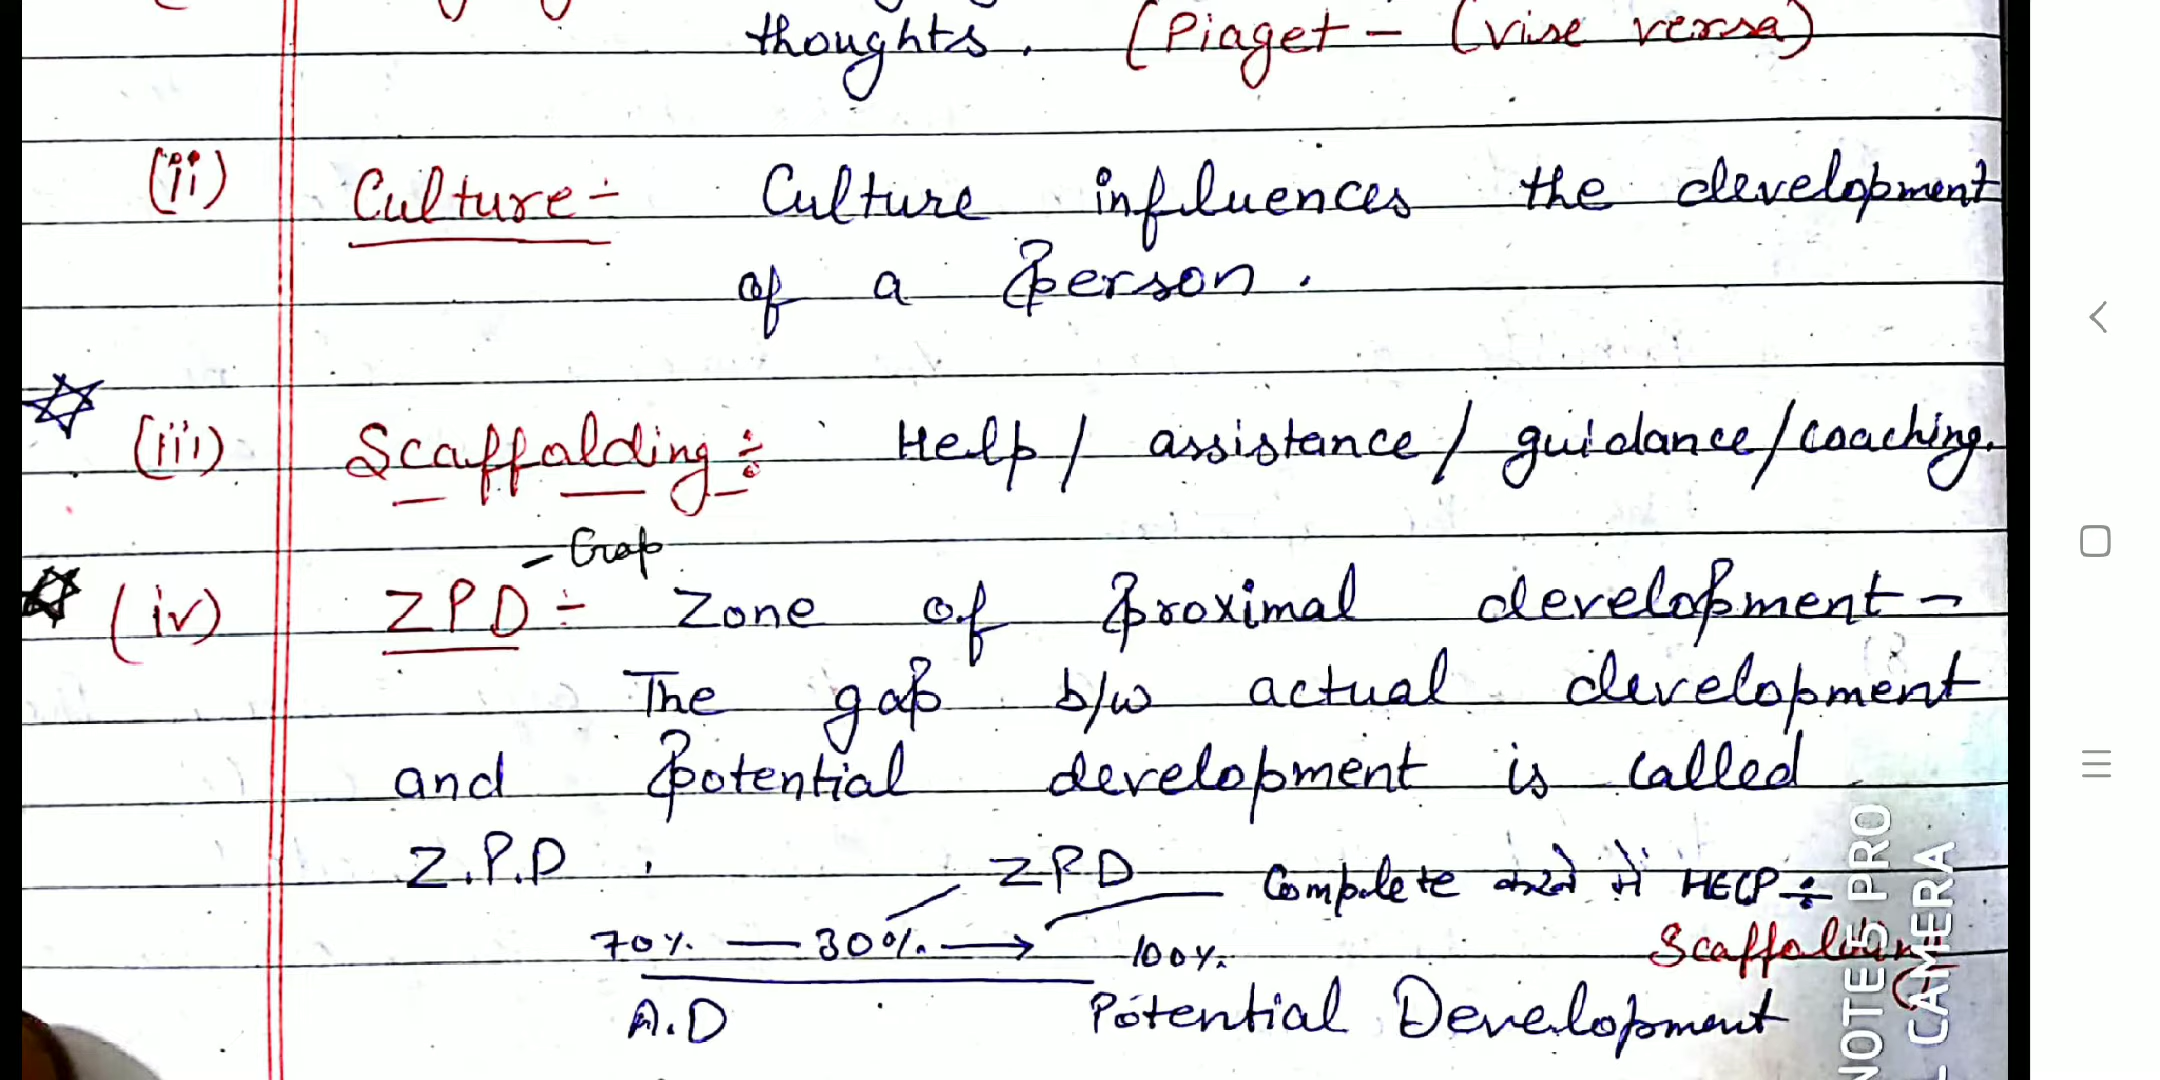 thoughts. (Piaget - (vise versa)
(ii) Culture:- Culture influences the development
of a person.
(iii) Scaffolding:- Help/ assistance/ guidance/coaching.
- Gap
(iv) ZPD:- Zone of proximal development -
The gap b/w actual development
and potential development is called
Z.P.D.
ZPD Complete करने में HELP:-
70% — 30% → 100% Scaffolding
A.D Potential Development
NOTE 5 PRO
CAMERA